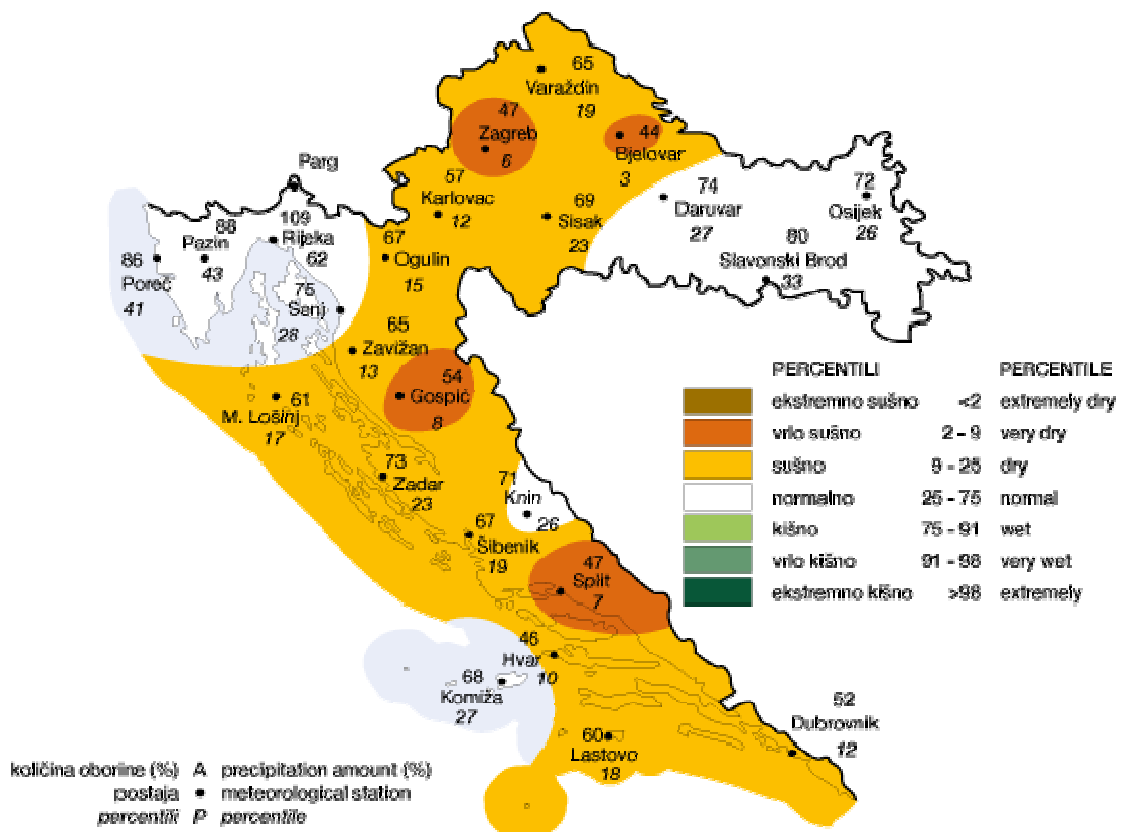 65
Varaždin
19
47
Zagreb
6
44
Bjelovar
3
Parg
57
Karlovac
12
69
Sisak
23
74
Daruvar
27
72
Osijek
26
80
Slavonski Brod
33
88
Pazin
43
109
Rijeka
62
86
Poreč
41
67
Ogulin
15
75
Senj
28
65
Zavižan
13
54
Gospić
8
61
M. Lošinj
17
73
Zadar
23
71
Knin
26
67
Šibenik
19
47
Split
7
46
Hvar
10
68
Komiža
27
60
Lastovo
18
52
Dubrovnik
12
PERCENTILI PERCENTILE
ekstremno sušno <2 extremely dry
vrlo sušno 2 - 9 very dry
sušno 9 - 25 dry
normalno 25 - 75 normal
kišno 75 - 91 wet
vrlo kišno 91 - 98 very wet
ekstremno kišno >98 extremely
količina oborine (%) A precipitation amount (%)
postaja • meteorological station
percentili P percentile